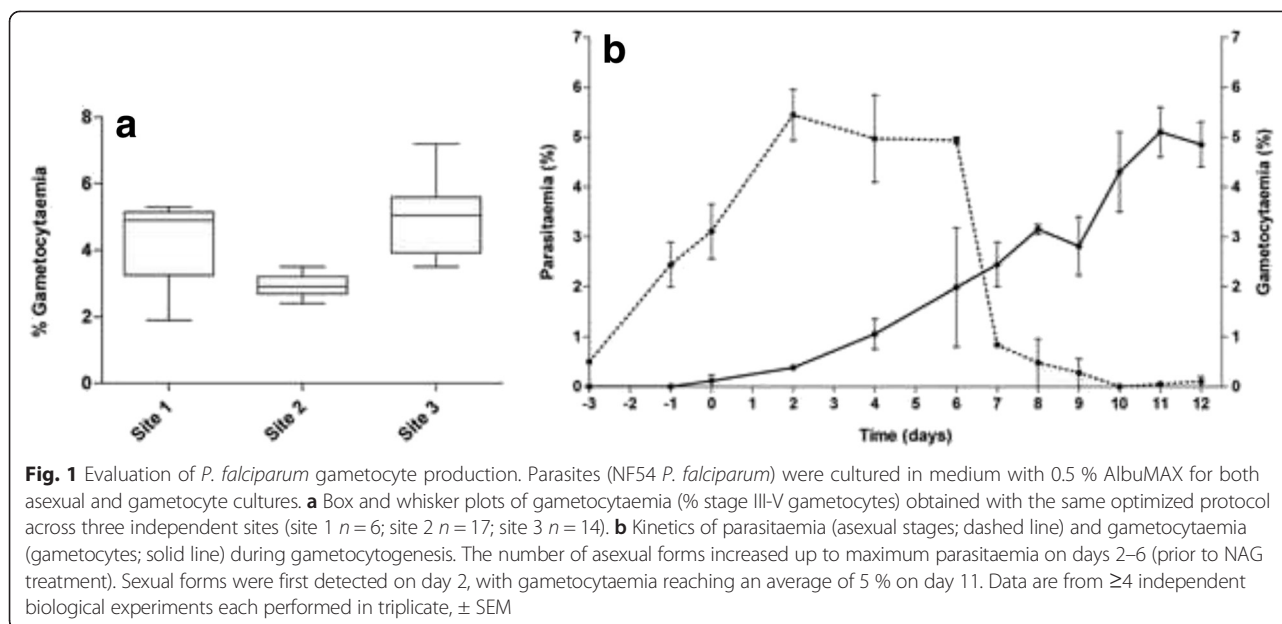 a
% Gametocytaemia
8
6
4
2
0
Site 1
Site 2
Site 3
b
Parasitaemia (%)
7
6
5
4
3
2
1
0
-3 -2 -1 0 1 2 3 4 5 6 7 8 9 10 11 12
Time (days)
7
6
5
4
3
2
1
0
Gametocytaemia (%)
Fig. 1 Evaluation of P. falciparum gametocyte production. Parasites (NF54 P. falciparum) were cultured in medium with 0.5 % AlbuMAX for both
asexual and gametocyte cultures. a Box and whisker plots of gametocytaemia (% stage III-V gametocytes) obtained with the same optimized protocol
across three independent sites (site 1 n = 6; site 2 n = 17; site 3 n = 14). b Kinetics of parasitaemia (asexual stages; dashed line) and gametocytaemia
(gametocytes; solid line) during gametocytogenesis. The number of asexual forms increased up to maximum parasitaemia on days 2–6 (prior to NAG
treatment). Sexual forms were first detected on day 2, with gametocytaemia reaching an average of 5 % on day 11. Data are from ≥4 independent
biological experiments each performed in triplicate, ± SEM